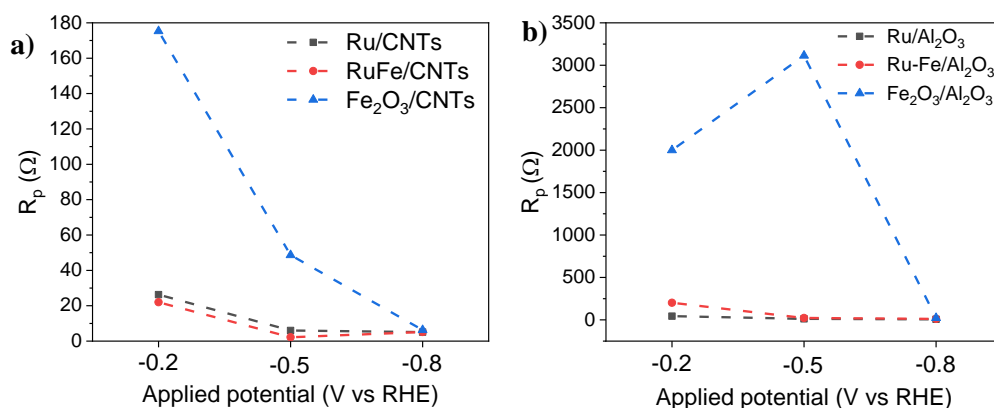 a)
180
160
140
120
100
80
60
40
20
0
R_p (Ω)
Ru/CNTs
RuFe/CNTs
Fe₂O₃/CNTs
-0.2
-0.5
-0.8
Applied potential (V vs RHE)
b)
3500
3000
2500
2000
1500
1000
500
0
R_p (Ω)
Ru/Al₂O₃
Ru-Fe/Al₂O₃
Fe₂O₃/Al₂O₃
-0.2
-0.5
-0.8
Applied potential (V vs RHE)